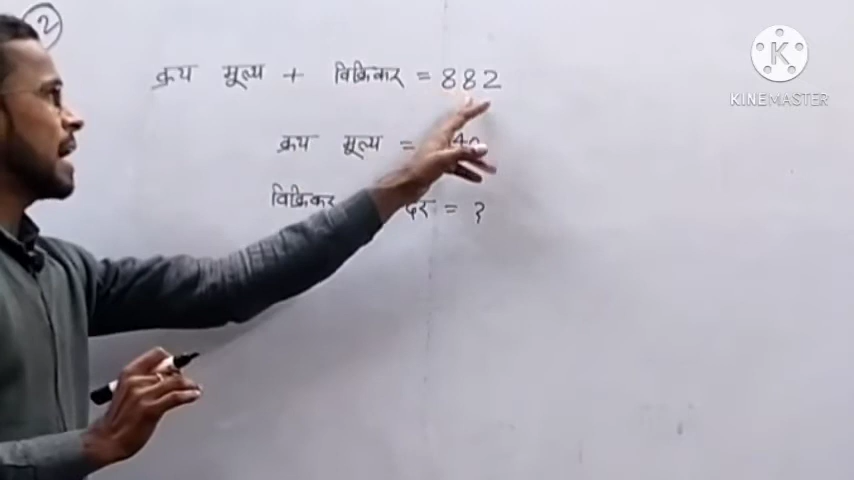 2
क्रय मूल्य + विक्रिकर = 882
क्रय मूल्य =
विक्रिकर दर = ?
KINEMASTER